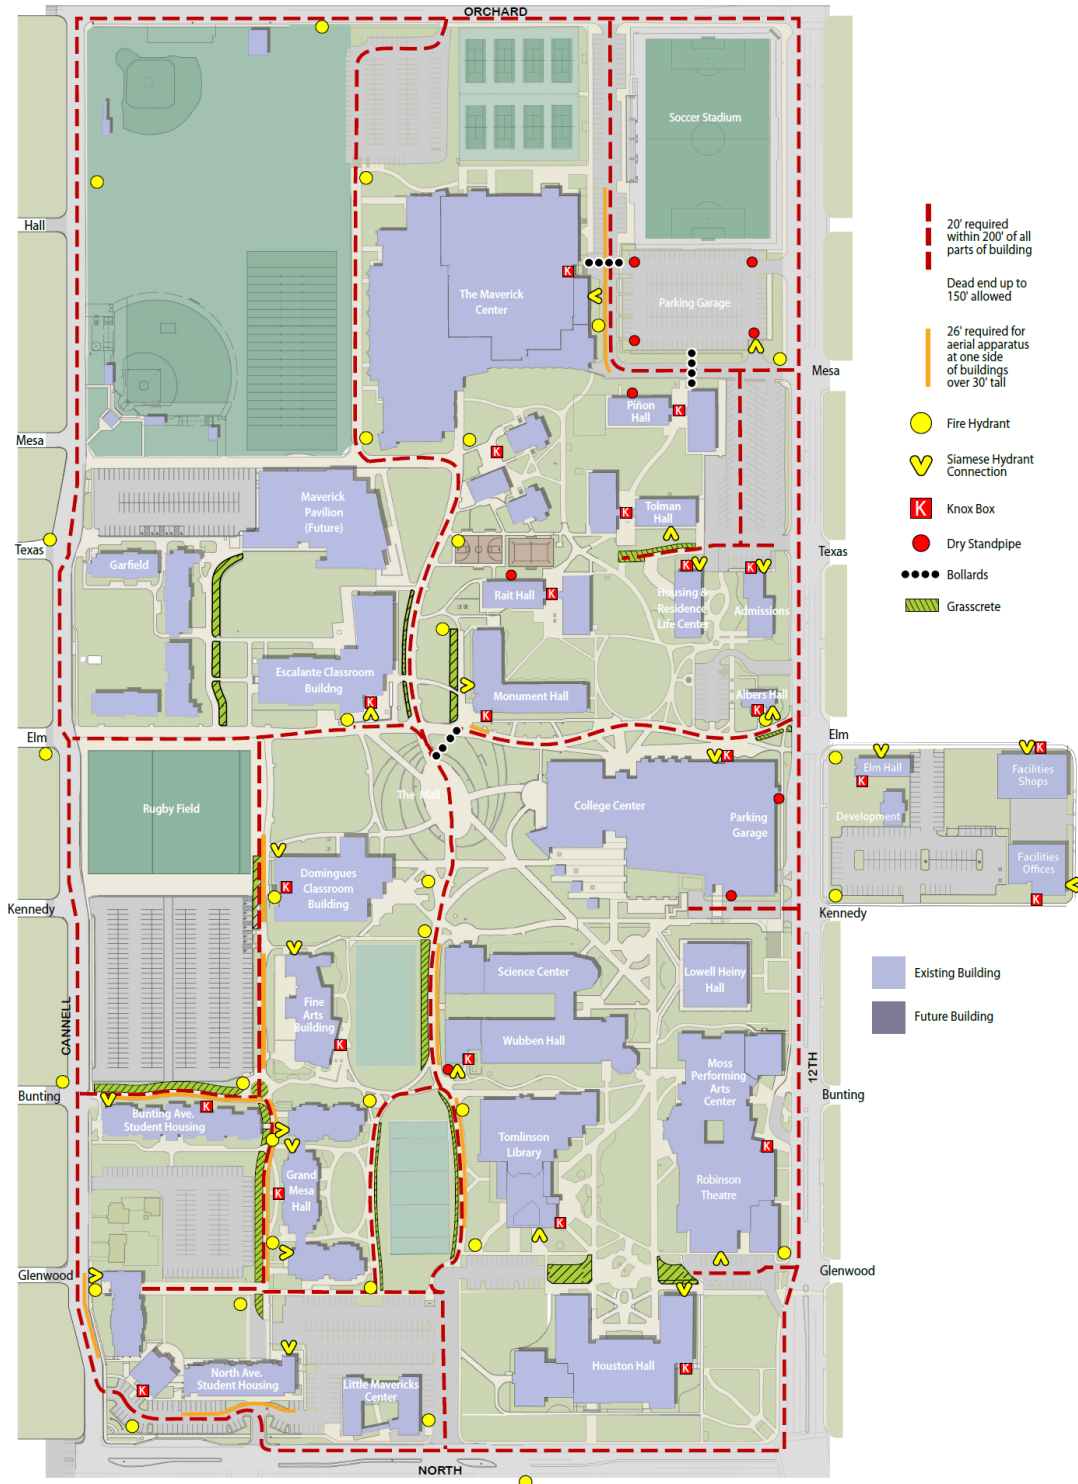 ORCHARD
Soccer Stadium
Hall
20' required
within 200' of all
parts of building
Dead end up to
150' allowed
K
The Maverick
Center
Parking Garage
26' required for
aerial apparatus
at one side
of buildings
over 30' tall
Mesa
Piñon
Hall
K
Fire Hydrant
Mesa
K
Siamese Hydrant
Connection
Maverick
Pavilion
(Future)
K
Tolman
Hall
K
Knox Box
Texas
Dry Standpipe
Texas
Garfield
K
K
Bollards
Rait Hall
K
Housing &
Residence
Life Center
Admissions
Grasscrete
Escalante Classroom
Buildng
K
Monument Hall
K
Albers Hall
K
Elm
Elm
K
K
Elm Hall
K
Facilities
Shops
The Mall
College Center
Rugby Field
Parking
Garage
Development
Domingues
Classroom
Building
K
Facilities
Offices
K
Kennedy
Kennedy
Science Center
Lowell Heiny
Hall
Existing Building
Fine
Arts
Building
K
Future Building
CANNELL
Wubben Hall
K
Moss
Performing
Arts
Center
12TH
Bunting
Bunting
K
Bunting Ave.
Student Housing
Tomlinson
Library
K
Grand
Mesa
Hall
K
Robinson
Theatre
K
Glenwood
Glenwood
Houston Hall
K
North Ave.
Student Housing
K
Little Mavericks
Center
NORTH